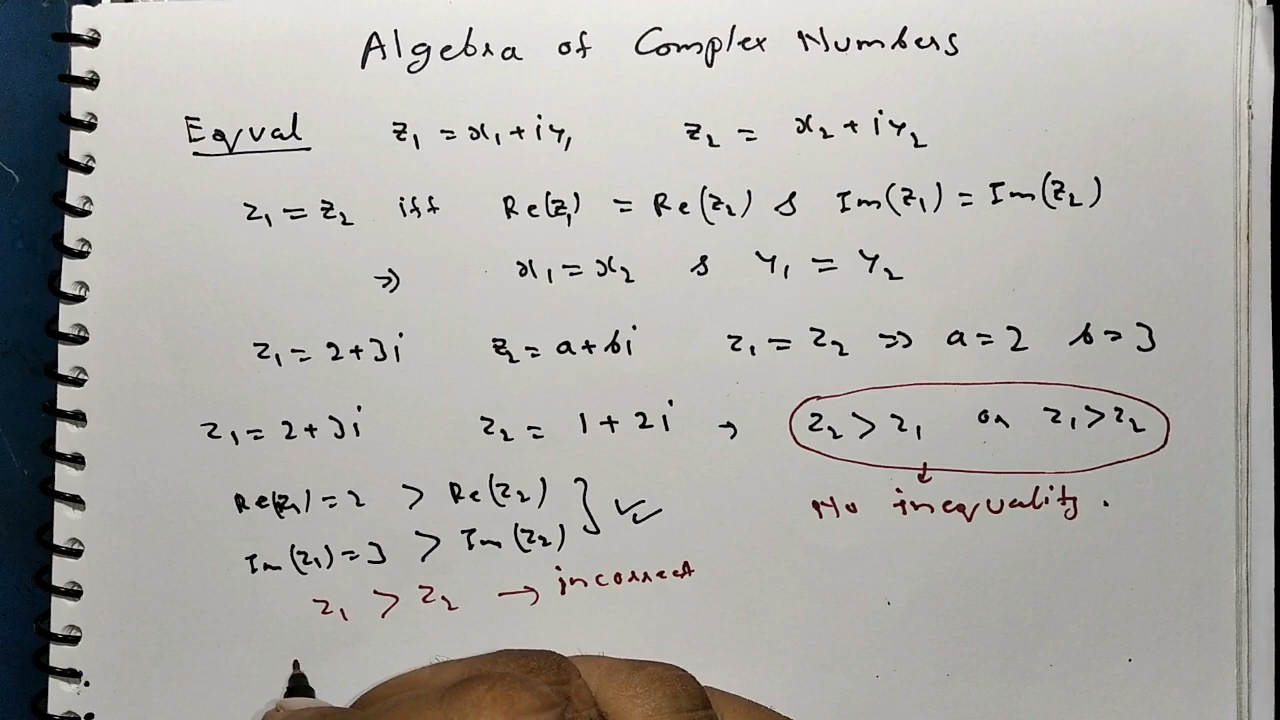 Algebra of Complex Numbers
Eqval z₁ = x₁ + iy₁ z₂ = x₂ + iy₂
z₁ = z₂ iff Re(z₁) = Re(z₂) & Im(z₁) = Im(z₂)
⇒ x₁ = x₂ & y₁ = y₂
z₁ = 2+3i z₂ = a+bi z₁ = z₂ ⇒ a = 2 b = 3
z₁ = 2+3i z₂ = 1+2i → z₂ > z₁ or z₁ > z₂
Re(z₁) = 2 > Re(z₂)
No inequality.
Im(z₁) = 3 > Im(z₂)
z₁ > z₂ → incorrect